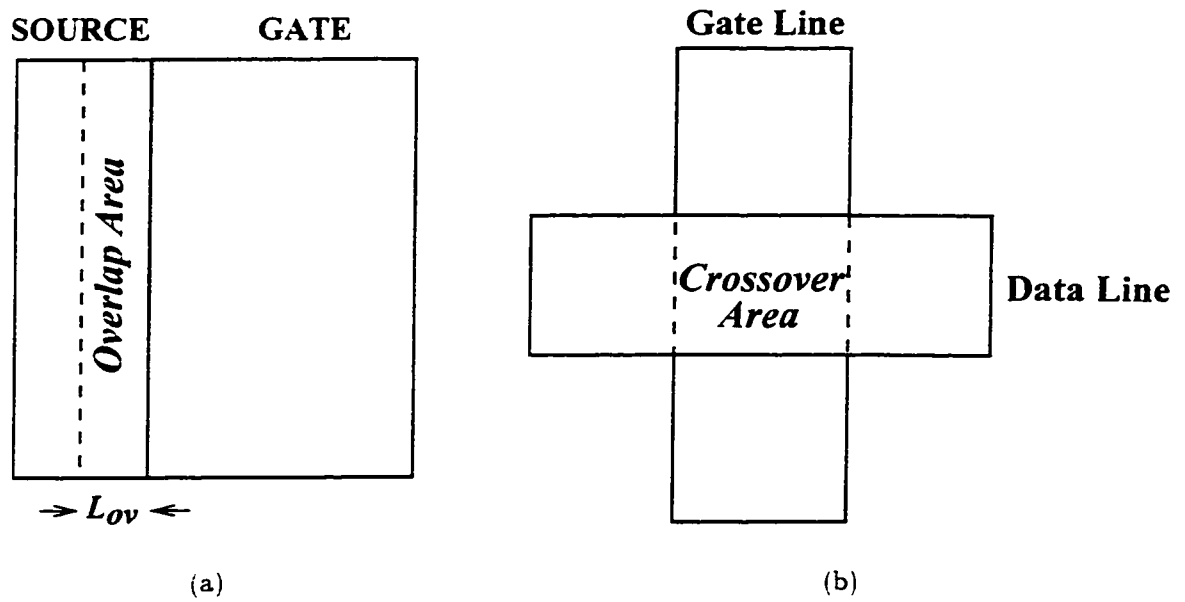 SOURCE GATE
Overlap Area
L_ov
(a)
Gate Line
Crossover
Area
Data Line
(b)